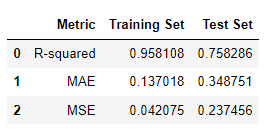 Metric Training Set Test Set
0 R-squared 0.958108 0.758286
1 MAE 0.137018 0.348751
2 MSE 0.042075 0.237456